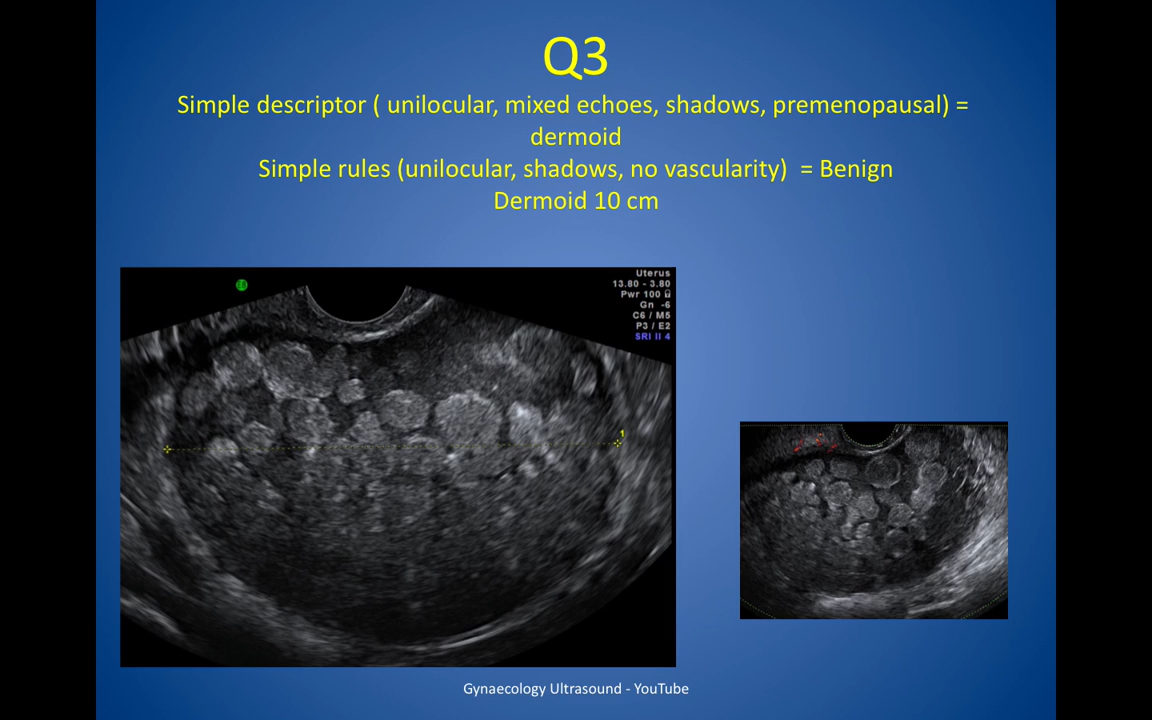 Q3
Simple descriptor ( unilocular, mixed echoes, shadows, premenopausal) =
dermoid
Simple rules (unilocular, shadows, no vascularity)  = Benign
Dermoid 10 cm
Uterus
13.80 - 3.80
Pwr 100
Gn -6
C6 / M5
P3 / E2
SRI II 4
1
Gynaecology Ultrasound - YouTube